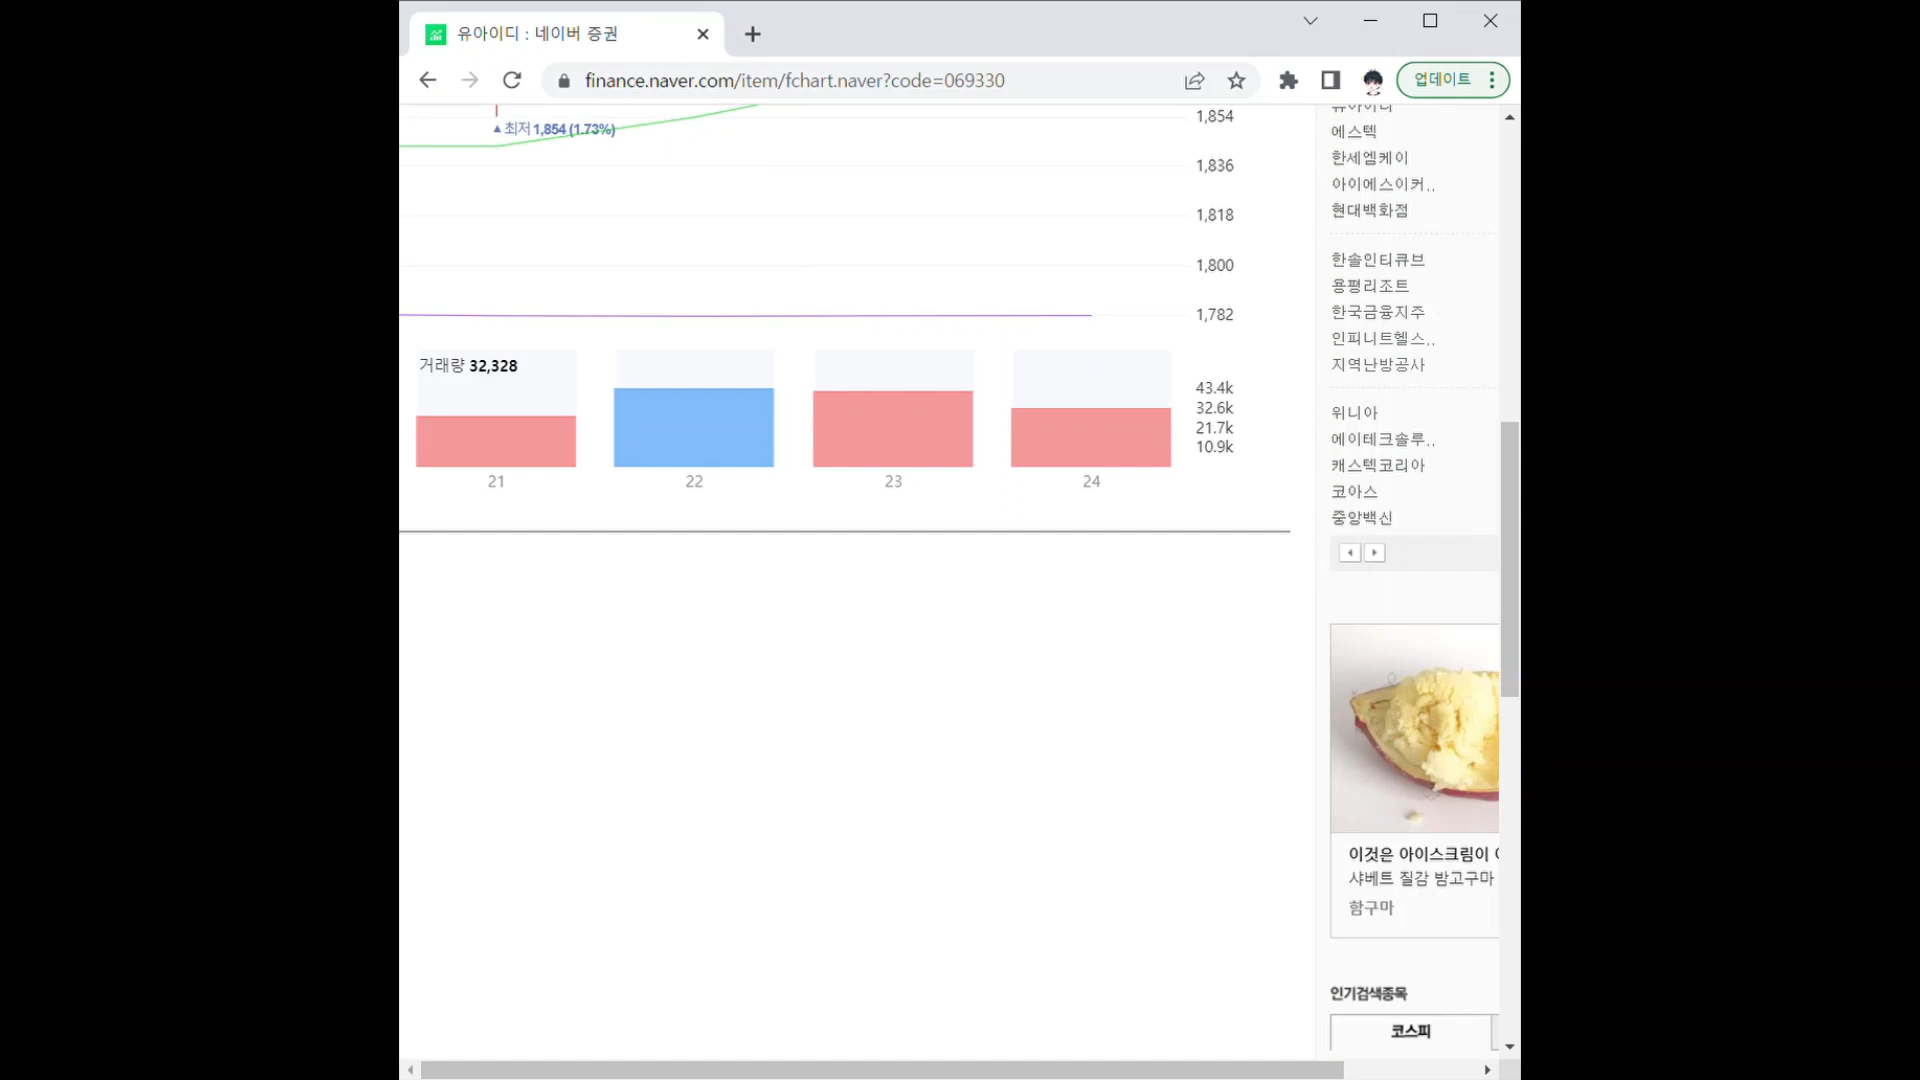 유아이디 : 네이버 증권
finance.naver.com/item/fchart.naver?code=069330
업데이트
▲최저 1,854 (1.73%)
1,854
1,836
1,818
1,800
1,782
거래량 32,328
43.4k
32.6k
21.7k
10.9k
21
22
23
24
유아이디
에스텍
한세엠케이
아이에스이커..
현대백화점
한솔인티큐브
용평리조트
한국금융지주
인피니트헬스..
지역난방공사
위니아
에이테크솔루..
캐스텍코리아
코아스
중앙백신
이것은 아이스크림이
샤베트 질감 밤고구마
함구마
인기검색종목
코스피